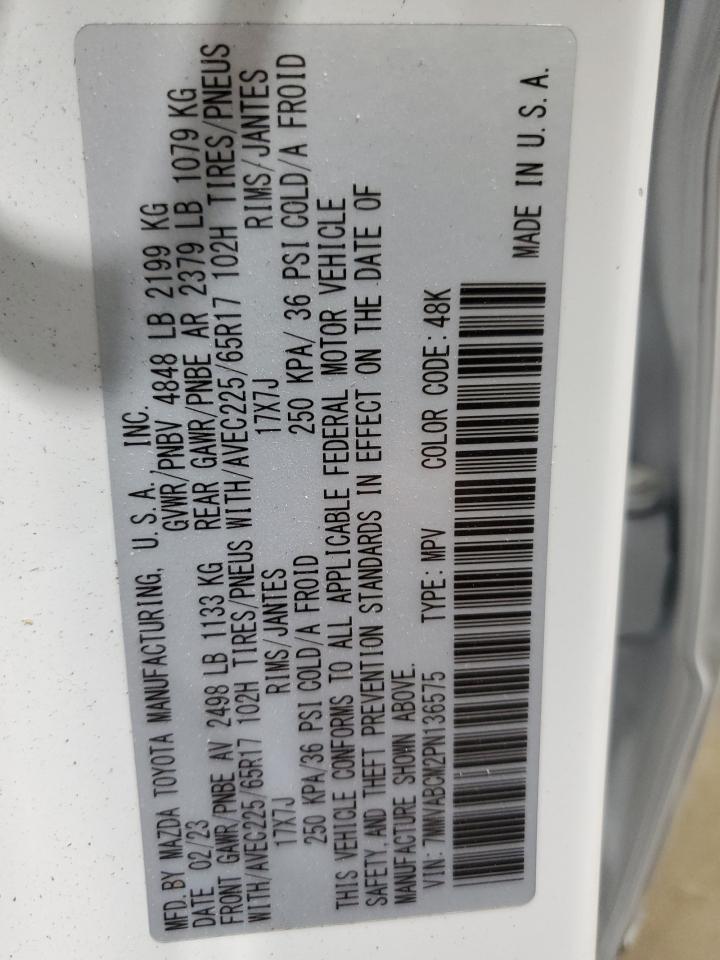 MFD. BY MAZDA TOYOTA MANUFACTURING, U.S.A., INC.
DATE 02/23 GVWR/PNBV 4848 LB 2199 KG
FRONT GAWR/PNBE AV 2498 LB 1133 KG REAR GAWR/PNBE AR 2379 LB 1079 KG
WITH/AVEC225/65R17 102H TIRES/PNEUS WITH/AVEC225/65R17 102H TIRES/PNEUS
17X7J RIMS/JANTES 17X7J RIMS/JANTES
250 KPA/36 PSI COLD/A FROID 250 KPA/ 36 PSI COLD/A FROID
THIS VEHICLE CONFORMS TO ALL APPLICABLE FEDERAL MOTOR VEHICLE
SAFETY, AND THEFT PREVENTION STANDARDS IN EFFECT ON THE DATE OF
MANUFACTURE SHOWN ABOVE.
VIN: 7MMVABCM2PN136575 TYPE: MPV COLOR CODE: 48K
MADE IN U.S.A.